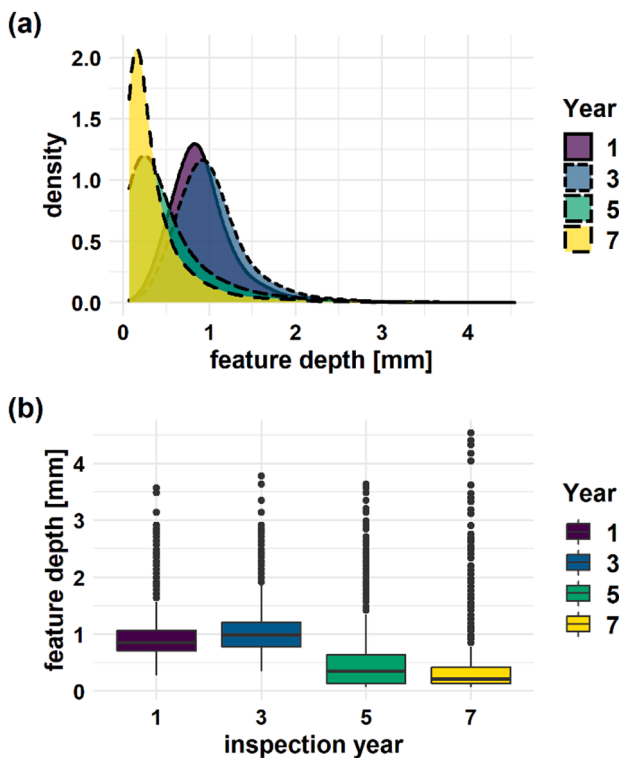 (a)
density
2.0
1.5
1.0
0.5
0.0
0 1 2 3 4
feature depth [mm]
Year
1
3
5
7
(b)
feature depth [mm]
4
3
2
1
0
1 3 5 7
inspection year
Year
1
3
5
7